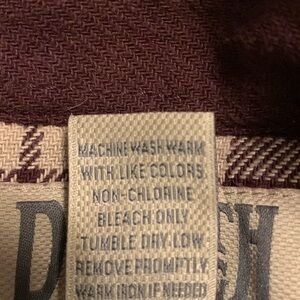 MACHINE WASH WARM
WITH LIKE COLORS
NON-CHLORINE
BLEACH ONLY
TUMBLE DRY LOW
REMOVE PROMPTLY
WARM IRON IF NEEDED